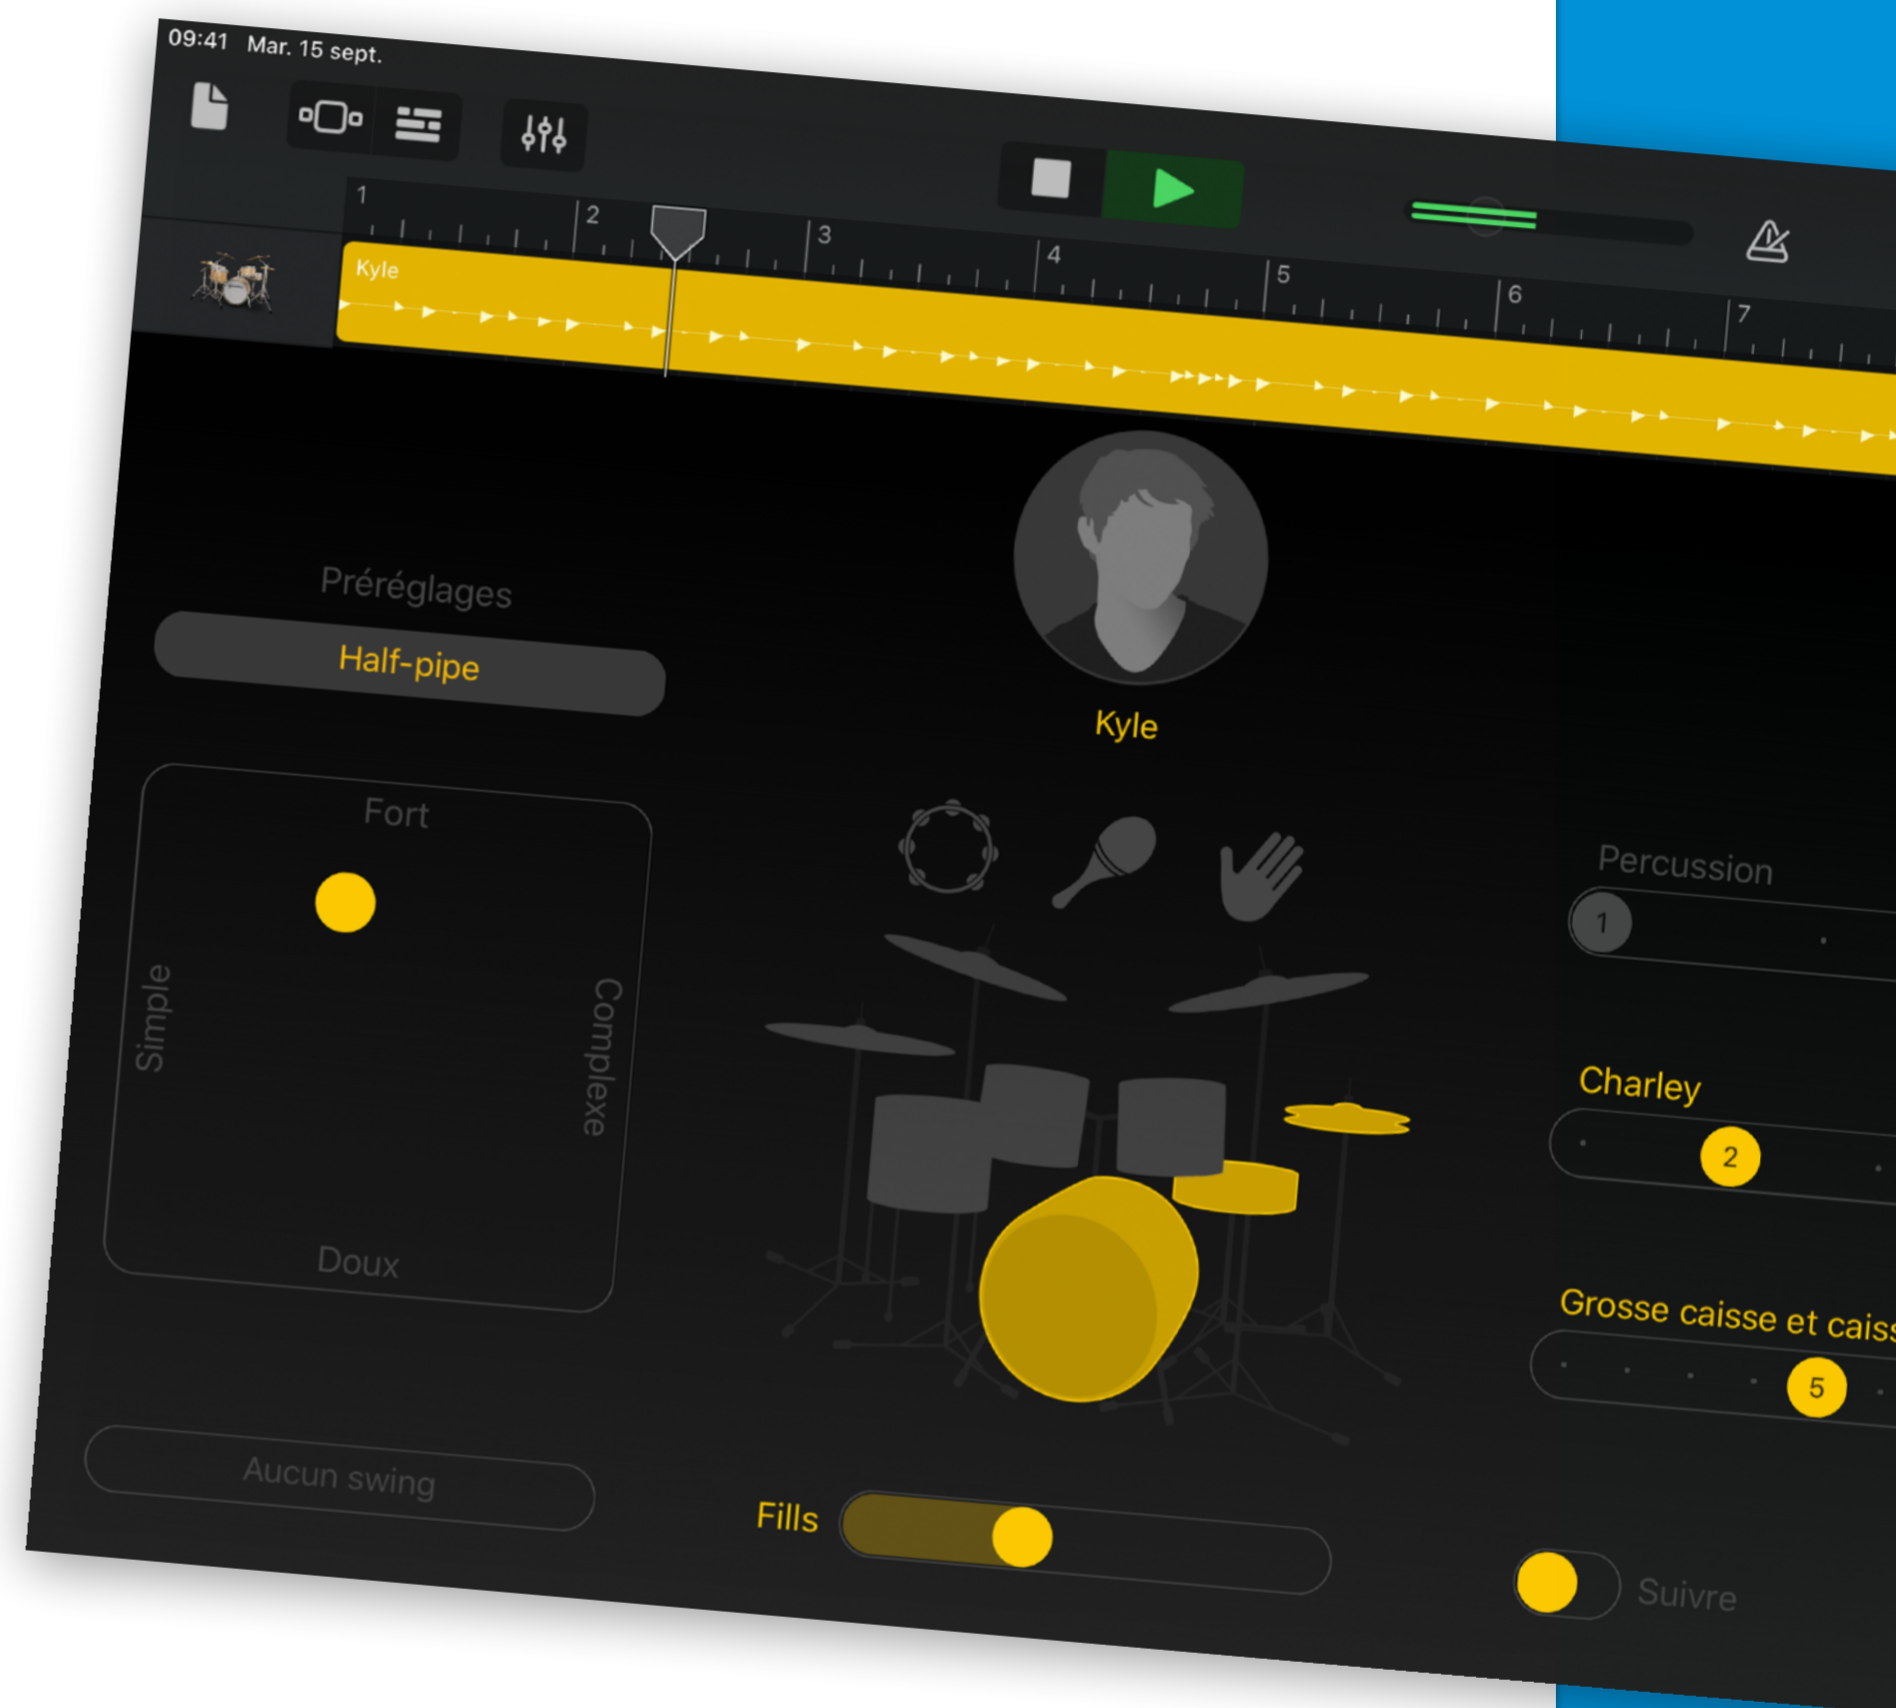 09:41 Mar. 15 sept.
1
2
3
4
5
6
7
Kyle
Préréglages
Half-pipe
Kyle
Fort
Simple
Complexe
Doux
Percussion
1
Charley
2
Grosse caisse et
5
Aucun swing
Fills
Suivre